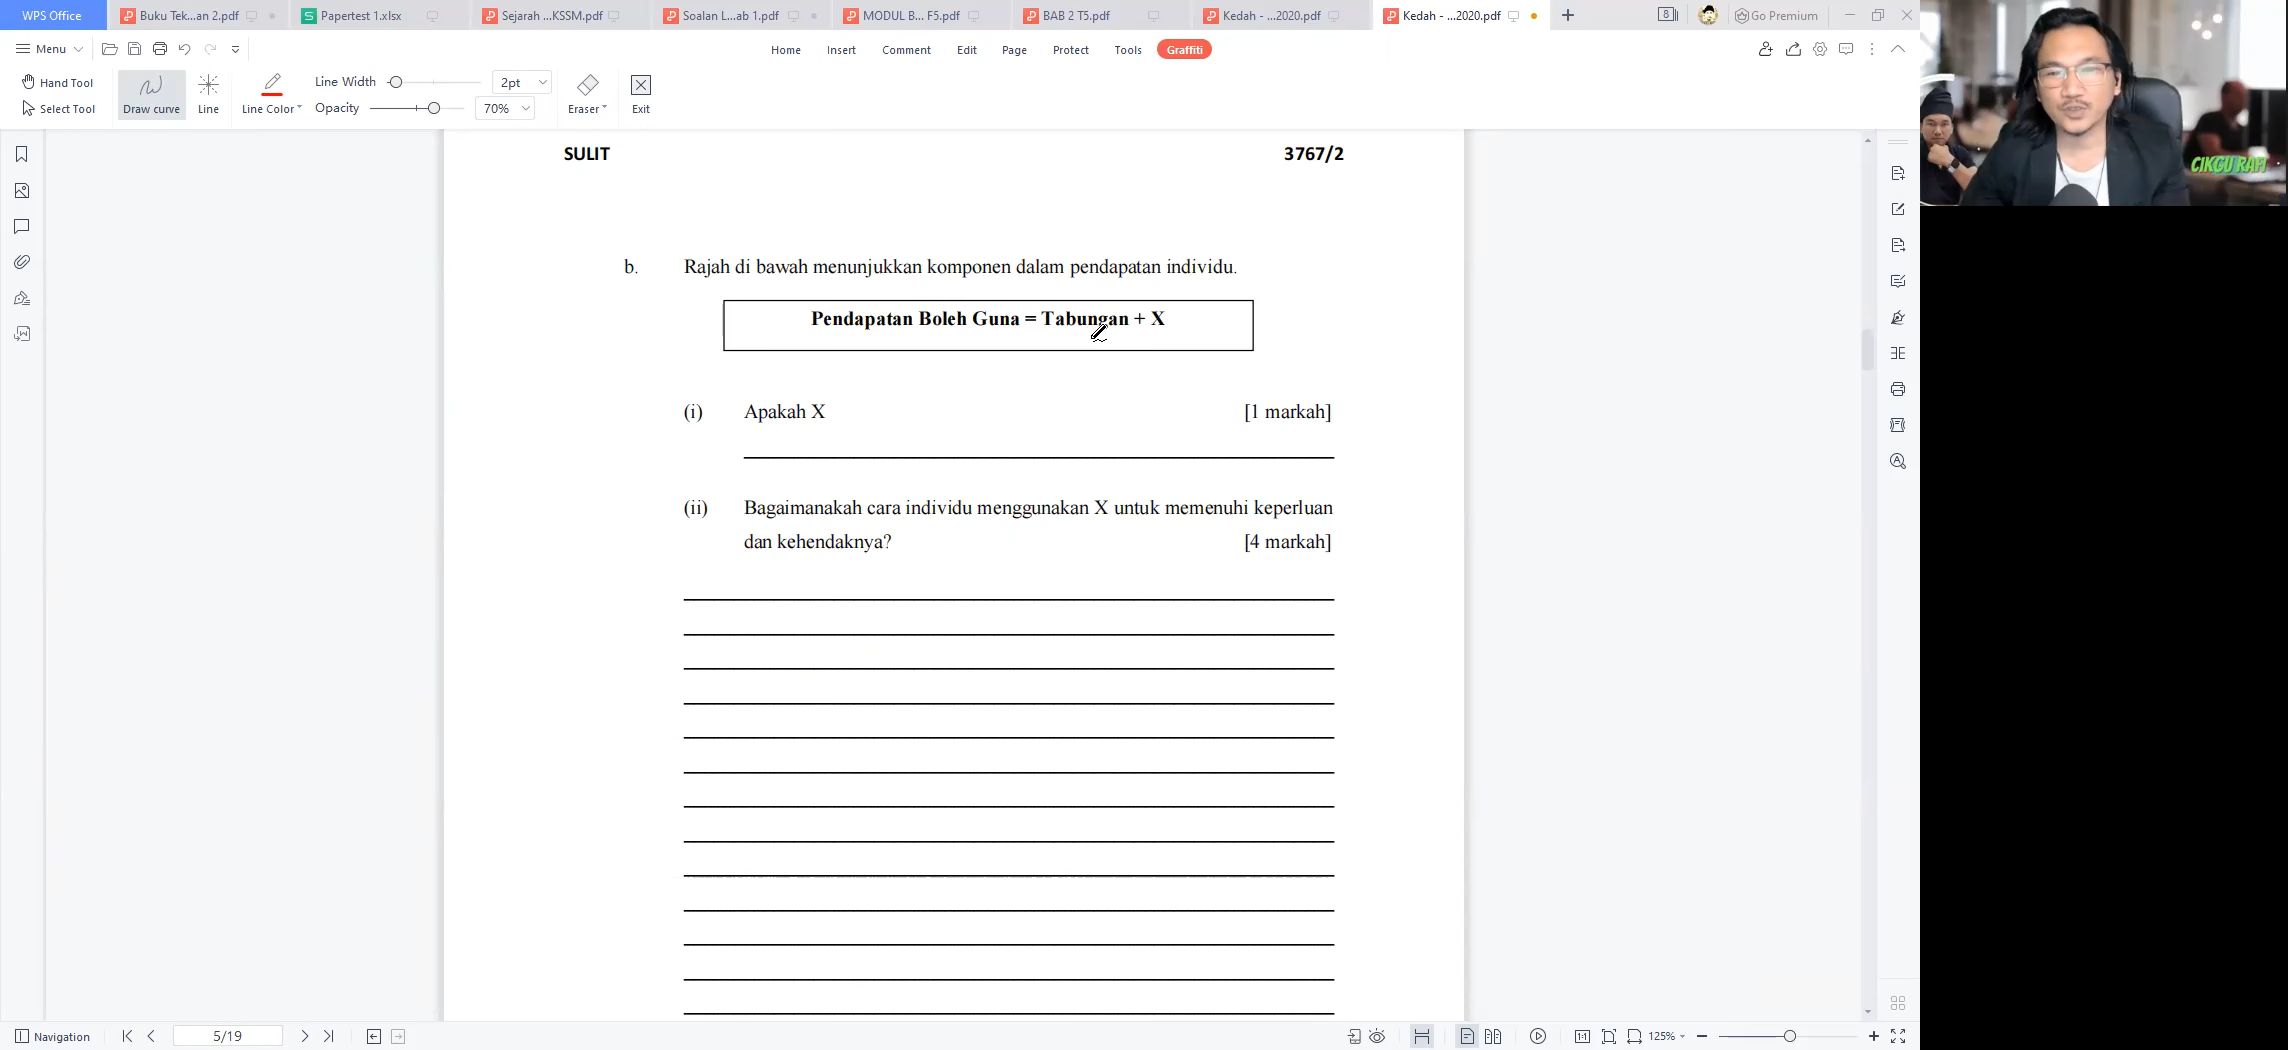 WPS Office
Buku Tek...an 2.pdf
Papertest 1.xlsx
Sejarah ...KSSM.pdf
Soalan L...ab 1.pdf
MODUL B... F5.pdf
BAB 2 T5.pdf
Kedah - ...2020.pdf
Kedah - ...2020.pdf
8
Go Premium
Menu
Home Insert Comment Edit Page Protect Tools Graffiti
Hand Tool
Select Tool
Draw curve
Line
Line Color
Line Width 2pt
Opacity 70%
Eraser
Exit
CIKGU RAFI
SULIT 3767/2
b. Rajah di bawah menunjukkan komponen dalam pendapatan individu.
Pendapatan Boleh Guna = Tabungan + X
(i) Apakah X [1 markah]
(ii) Bagaimanakah cara individu menggunakan X untuk memenuhi keperluan
dan kehendaknya? [4 markah]
Navigation 5/19 1:1 125%